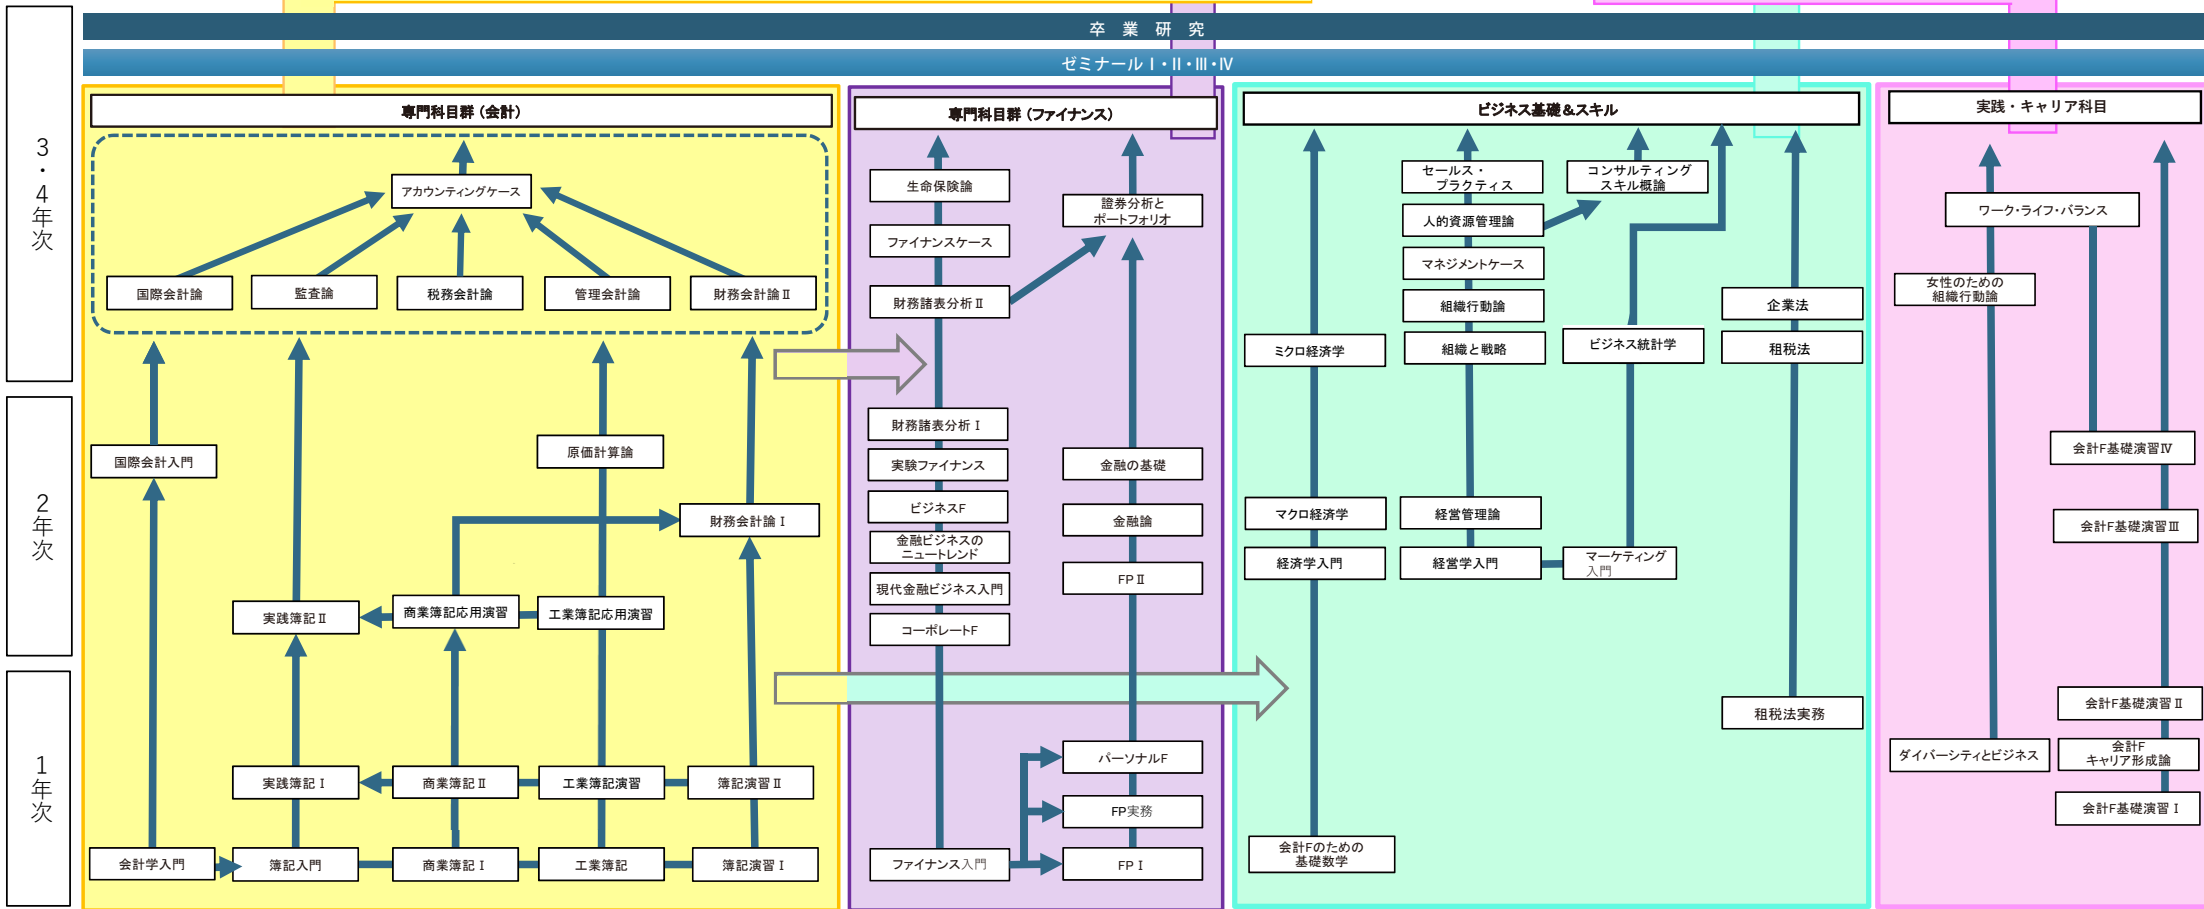 卒 業 研 究
ゼミナールⅠ・Ⅱ・Ⅲ・Ⅳ
3・4年次
2年次
1年次
専門科目群（会計）
アカウンティングケース
国際会計論
監査論
税務会計論
管理会計論
財務会計論Ⅱ
国際会計入門
原価計算論
財務会計論Ⅰ
実践簿記Ⅱ
商業簿記応用演習
工業簿記応用演習
実践簿記Ⅰ
商業簿記Ⅱ
工業簿記演習
簿記演習Ⅱ
会計学入門
簿記入門
商業簿記Ⅰ
工業簿記
簿記演習Ⅰ
専門科目群（ファイナンス）
生命保険論
ファイナンスケース
財務諸表分析Ⅱ
財務諸表分析Ⅰ
実験ファイナンス
ビジネスF
金融ビジネスの
ニュートレンド
現代金融ビジネス入門
コーポレートF
ファイナンス入門
證券分析と
ポートフォリオ
金融の基礎
金融論
FPⅡ
パーソナルF
FP実務
FPⅠ
ビジネス基礎＆スキル
ミクロ経済学
マクロ経済学
経済学入門
会計Fのための
基礎数学
セールス・
プラクティス
人的資源管理論
マネジメントケース
組織行動論
組織と戦略
経営管理論
経営学入門
コンサルティング
スキル概論
ビジネス統計学
マーケティング
入門
企業法
租税法
租税法実務
実践・キャリア科目
ワーク・ライフ・バランス
女性のための
組織行動論
ダイバーシティとビジネス
会計F基礎演習Ⅳ
会計F基礎演習Ⅲ
会計F基礎演習Ⅱ
会計F
キャリア形成論
会計F基礎演習Ⅰ